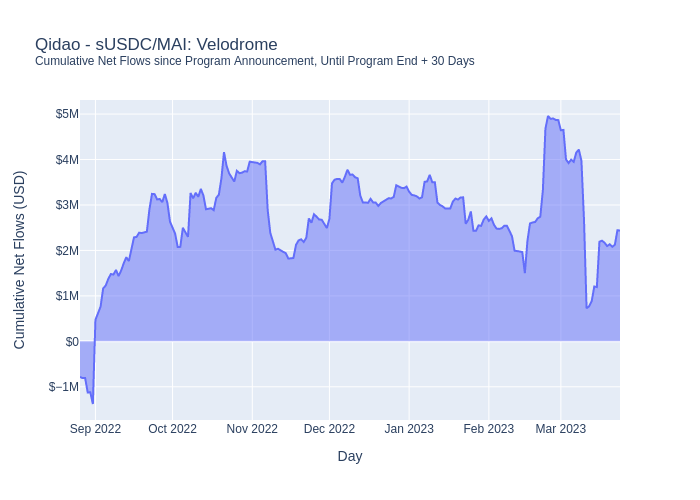 Qidao - sUSDC/MAI: Velodrome
Cumulative Net Flows since Program Announcement, Until Program End + 30 Days
Cumulative Net Flows (USD)
$5M
$4M
$3M
$2M
$1M
$0
$−1M
Sep 2022
Oct 2022
Nov 2022
Dec 2022
Jan 2023
Feb 2023
Mar 2023
Day